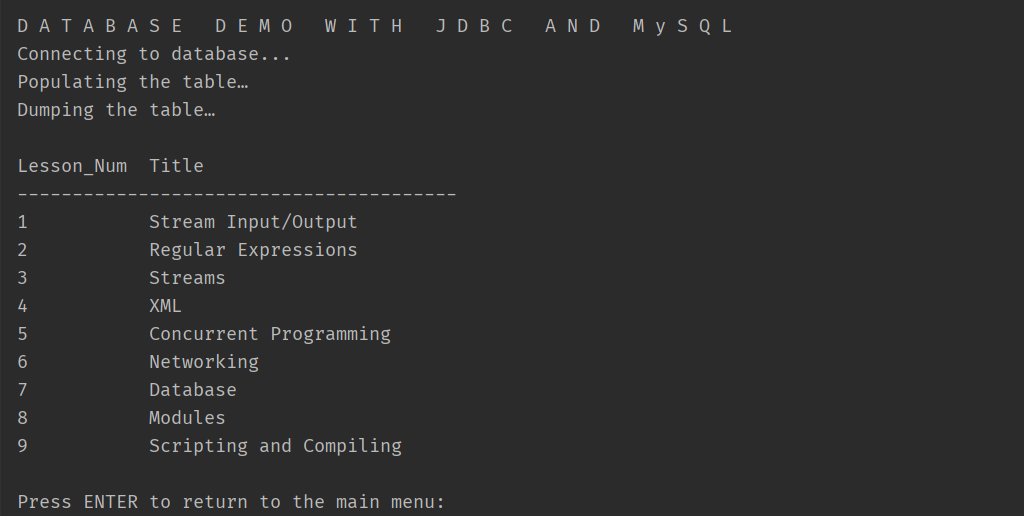 D A T A B A S E   D E M O   W I T H   J D B C   A N D   M y S Q L
Connecting to database...
Populating the table…
Dumping the table…

Lesson_Num  Title
----------------------------------------
1           Stream Input/Output
2           Regular Expressions
3           Streams
4           XML
5           Concurrent Programming
6           Networking
7           Database
8           Modules
9           Scripting and Compiling

Press ENTER to return to the main menu: